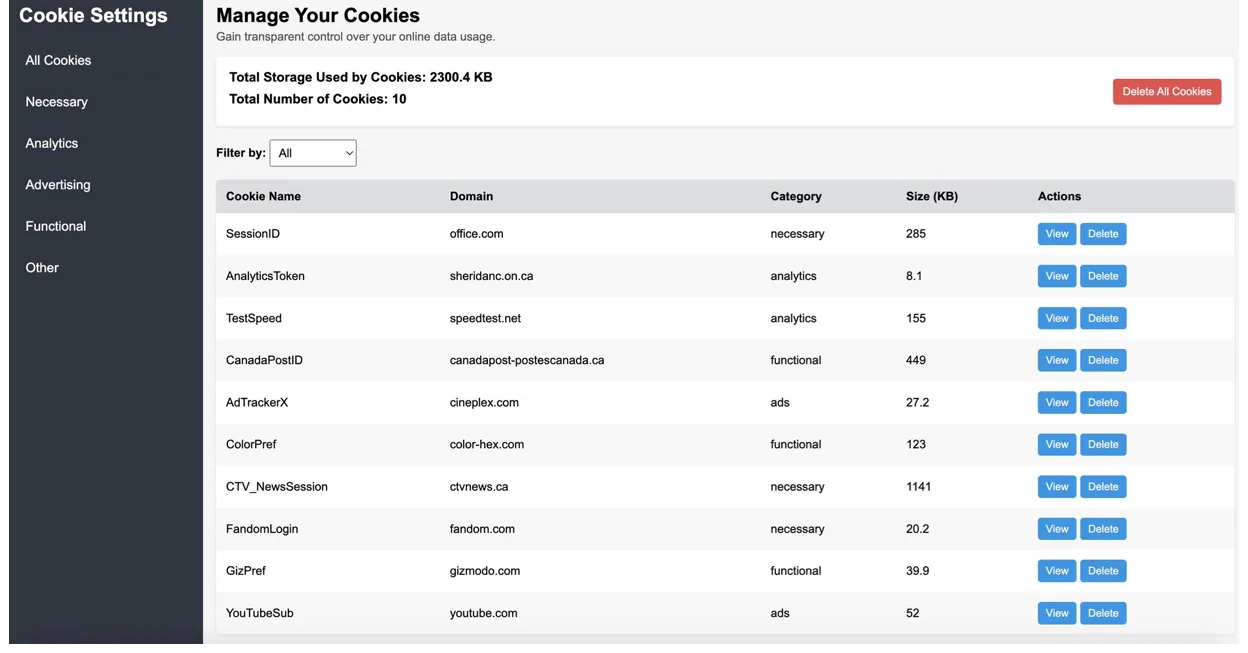 Cookie Settings
All Cookies
Necessary
Analytics
Advertising
Functional
Other
Manage Your Cookies
Gain transparent control over your online data usage.
Total Storage Used by Cookies: 2300.4 KB
Total Number of Cookies: 10
Delete All Cookies
Filter by: All
Cookie Name Domain Category Size (KB) Actions
SessionID office.com necessary 285 View Delete
AnalyticsToken sheridanc.on.ca analytics 8.1 View Delete
TestSpeed speedtest.net analytics 155 View Delete
CanadaPostID canadapost-postescanada.ca functional 449 View Delete
AdTrackerX cineplex.com ads 27.2 View Delete
ColorPref color-hex.com functional 123 View Delete
CTV_NewsSession ctvnews.ca necessary 1141 View Delete
FandomLogin fandom.com necessary 20.2 View Delete
GizPref gizmodo.com functional 39.9 View Delete
YouTubeSub youtube.com ads 52 View Delete